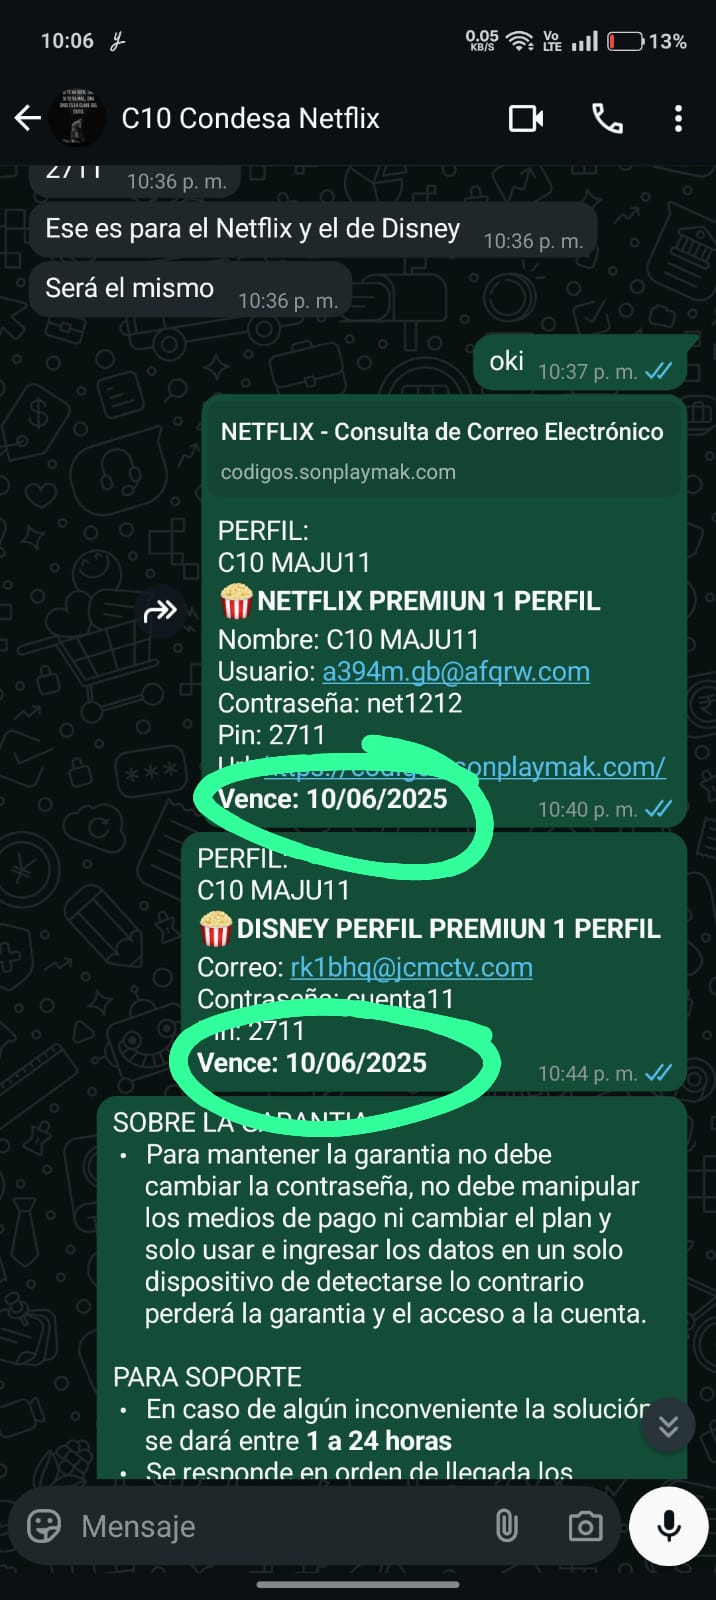 10:06
0.05 KB/S Vo LTE 13%
C10 Condesa Netflix
2711 10:36 p. m.
Ese es para el Netflix y el de Disney 10:36 p. m.
Será el mismo 10:36 p. m.
oki 10:37 p. m.
NETFLIX - Consulta de Correo Electrónico
codigos.sonplaymak.com
PERFIL:
C10 MAJU11
🍿NETFLIX PREMIUN 1 PERFIL
Nombre: C10 MAJU11
Usuario: a394m.gb@afqrw.com
Contraseña: net1212
Pin: 2711
Url: https://codigos.sonplaymak.com/
Vence: 10/06/2025 10:40 p. m.
PERFIL:
C10 MAJU11
🍿DISNEY PERFIL PREMIUN 1 PERFIL
Correo: rk1bhq@jcmctv.com
Contraseña: cuenta11
Pin: 2711
Vence: 10/06/2025 10:44 p. m.
SOBRE LA GARANTIA
• Para mantener la garantia no debe
cambiar la contraseña, no debe manipular
los medios de pago ni cambiar el plan y
solo usar e ingresar los datos en un solo
dispositivo de detectarse lo contrario
perderá la garantia y el acceso a la cuenta.
PARA SOPORTE
• En caso de algún inconveniente la solución
se dará entre 1 a 24 horas
• Se responde en orden de llegada los
Mensaje